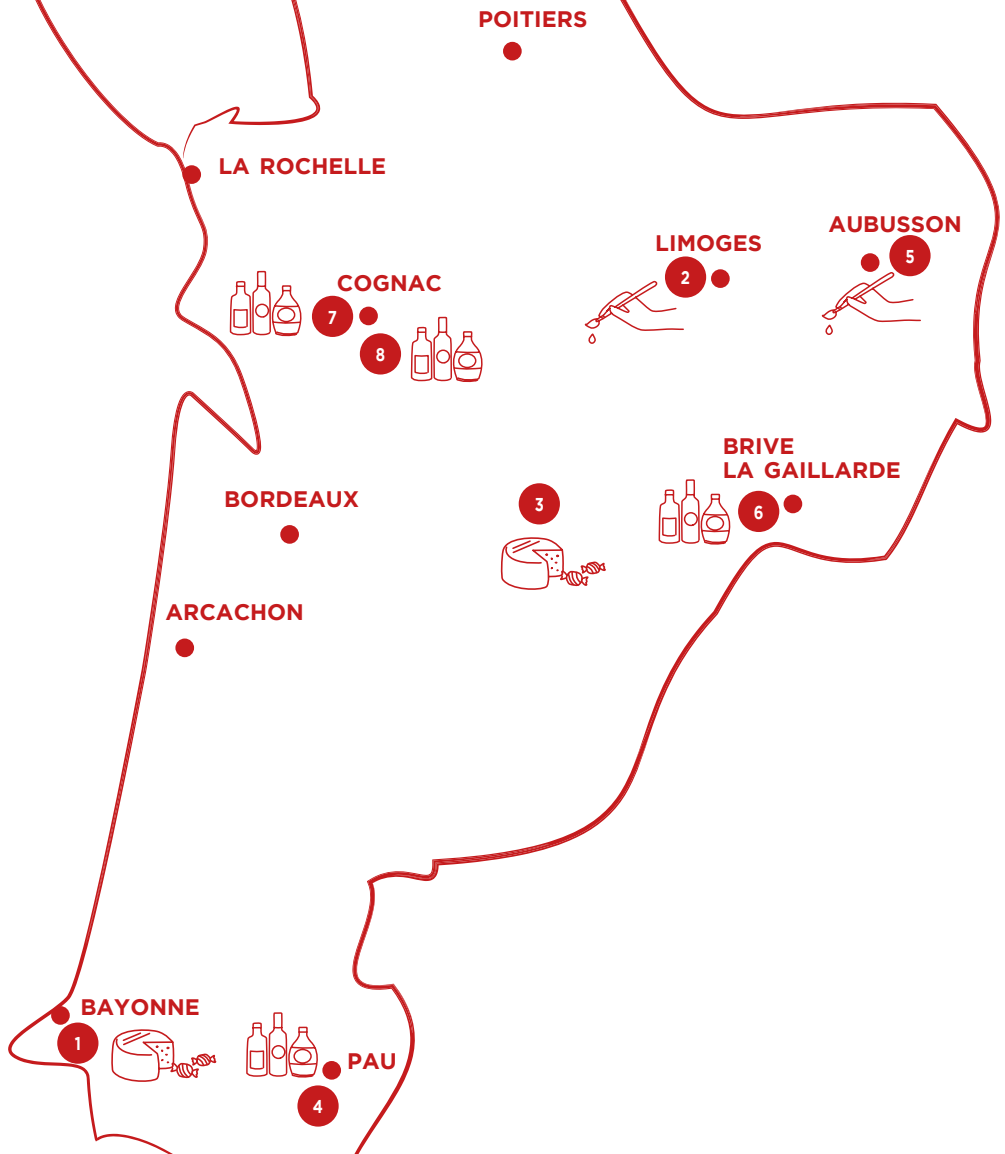 POITIERS
LA ROCHELLE
AUBUSSON
5
LIMOGES
2
COGNAC
7
8
BRIVE
LA GAILLARDE
6
3
BORDEAUX
ARCACHON
BAYONNE
1
PAU
4